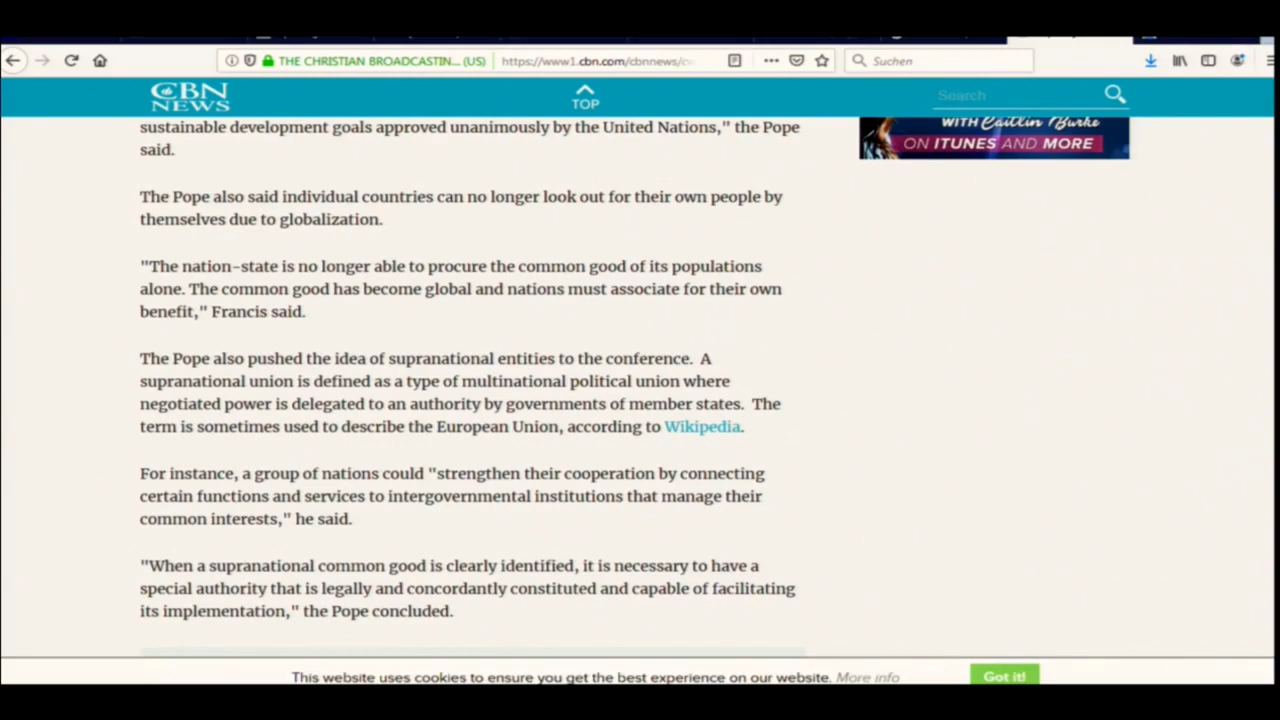 THE CHRISTIAN BROADCASTIN... (US)
https://www1.cbn.com/cbnnews/
Suchen
CBN NEWS
TOP
Search
sustainable development goals approved unanimously by the United Nations," the Pope
said.
WITH Caitlin Burke
ON ITUNES AND MORE
The Pope also said individual countries can no longer look out for their own people by
themselves due to globalization.
"The nation-state is no longer able to procure the common good of its populations
alone. The common good has become global and nations must associate for their own
benefit," Francis said.
The Pope also pushed the idea of supranational entities to the conference. A
supranational union is defined as a type of multinational political union where
negotiated power is delegated to an authority by governments of member states. The
term is sometimes used to describe the European Union, according to Wikipedia.
For instance, a group of nations could "strengthen their cooperation by connecting
certain functions and services to intergovernmental institutions that manage their
common interests," he said.
"When a supranational common good is clearly identified, it is necessary to have a
special authority that is legally and concordantly constituted and capable of facilitating
its implementation," the Pope concluded.
This website uses cookies to ensure you get the best experience on our website. More info
Got it!